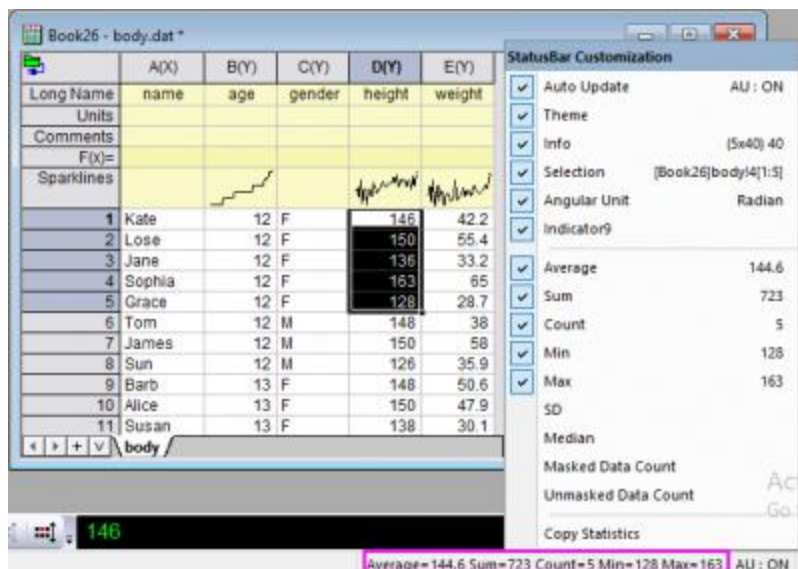 Book26 - body.dat *
A(X) B(Y) C(Y) D(Y) E(Y)
Long Name name age gender height weight
Units
Comments
F(x)=
Sparklines
1 Kate 12 F 146 42.2
2 Lose 12 F 150 55.4
3 Jane 12 F 136 33.2
4 Sophia 12 F 163 65
5 Grace 12 F 128 28.7
6 Tom 12 M 148 38
7 James 12 M 150 58
8 Sun 12 M 126 35.9
9 Barb 13 F 148 50.6
10 Alice 13 F 150 47.9
11 Susan 13 F 138 30.1
body
StatusBar Customization
Auto Update AU : ON
Theme
Info (5x40) 40
Selection [Book26]body!4[1:5]
Angular Unit Radian
Indicator9
Average 144.6
Sum 723
Count 5
Min 128
Max 163
SD
Median
Masked Data Count
Unmasked Data Count
Copy Statistics
Ac
Go
146
Average=144.6 Sum=723 Count=5 Min=128 Max=163 AU : ON